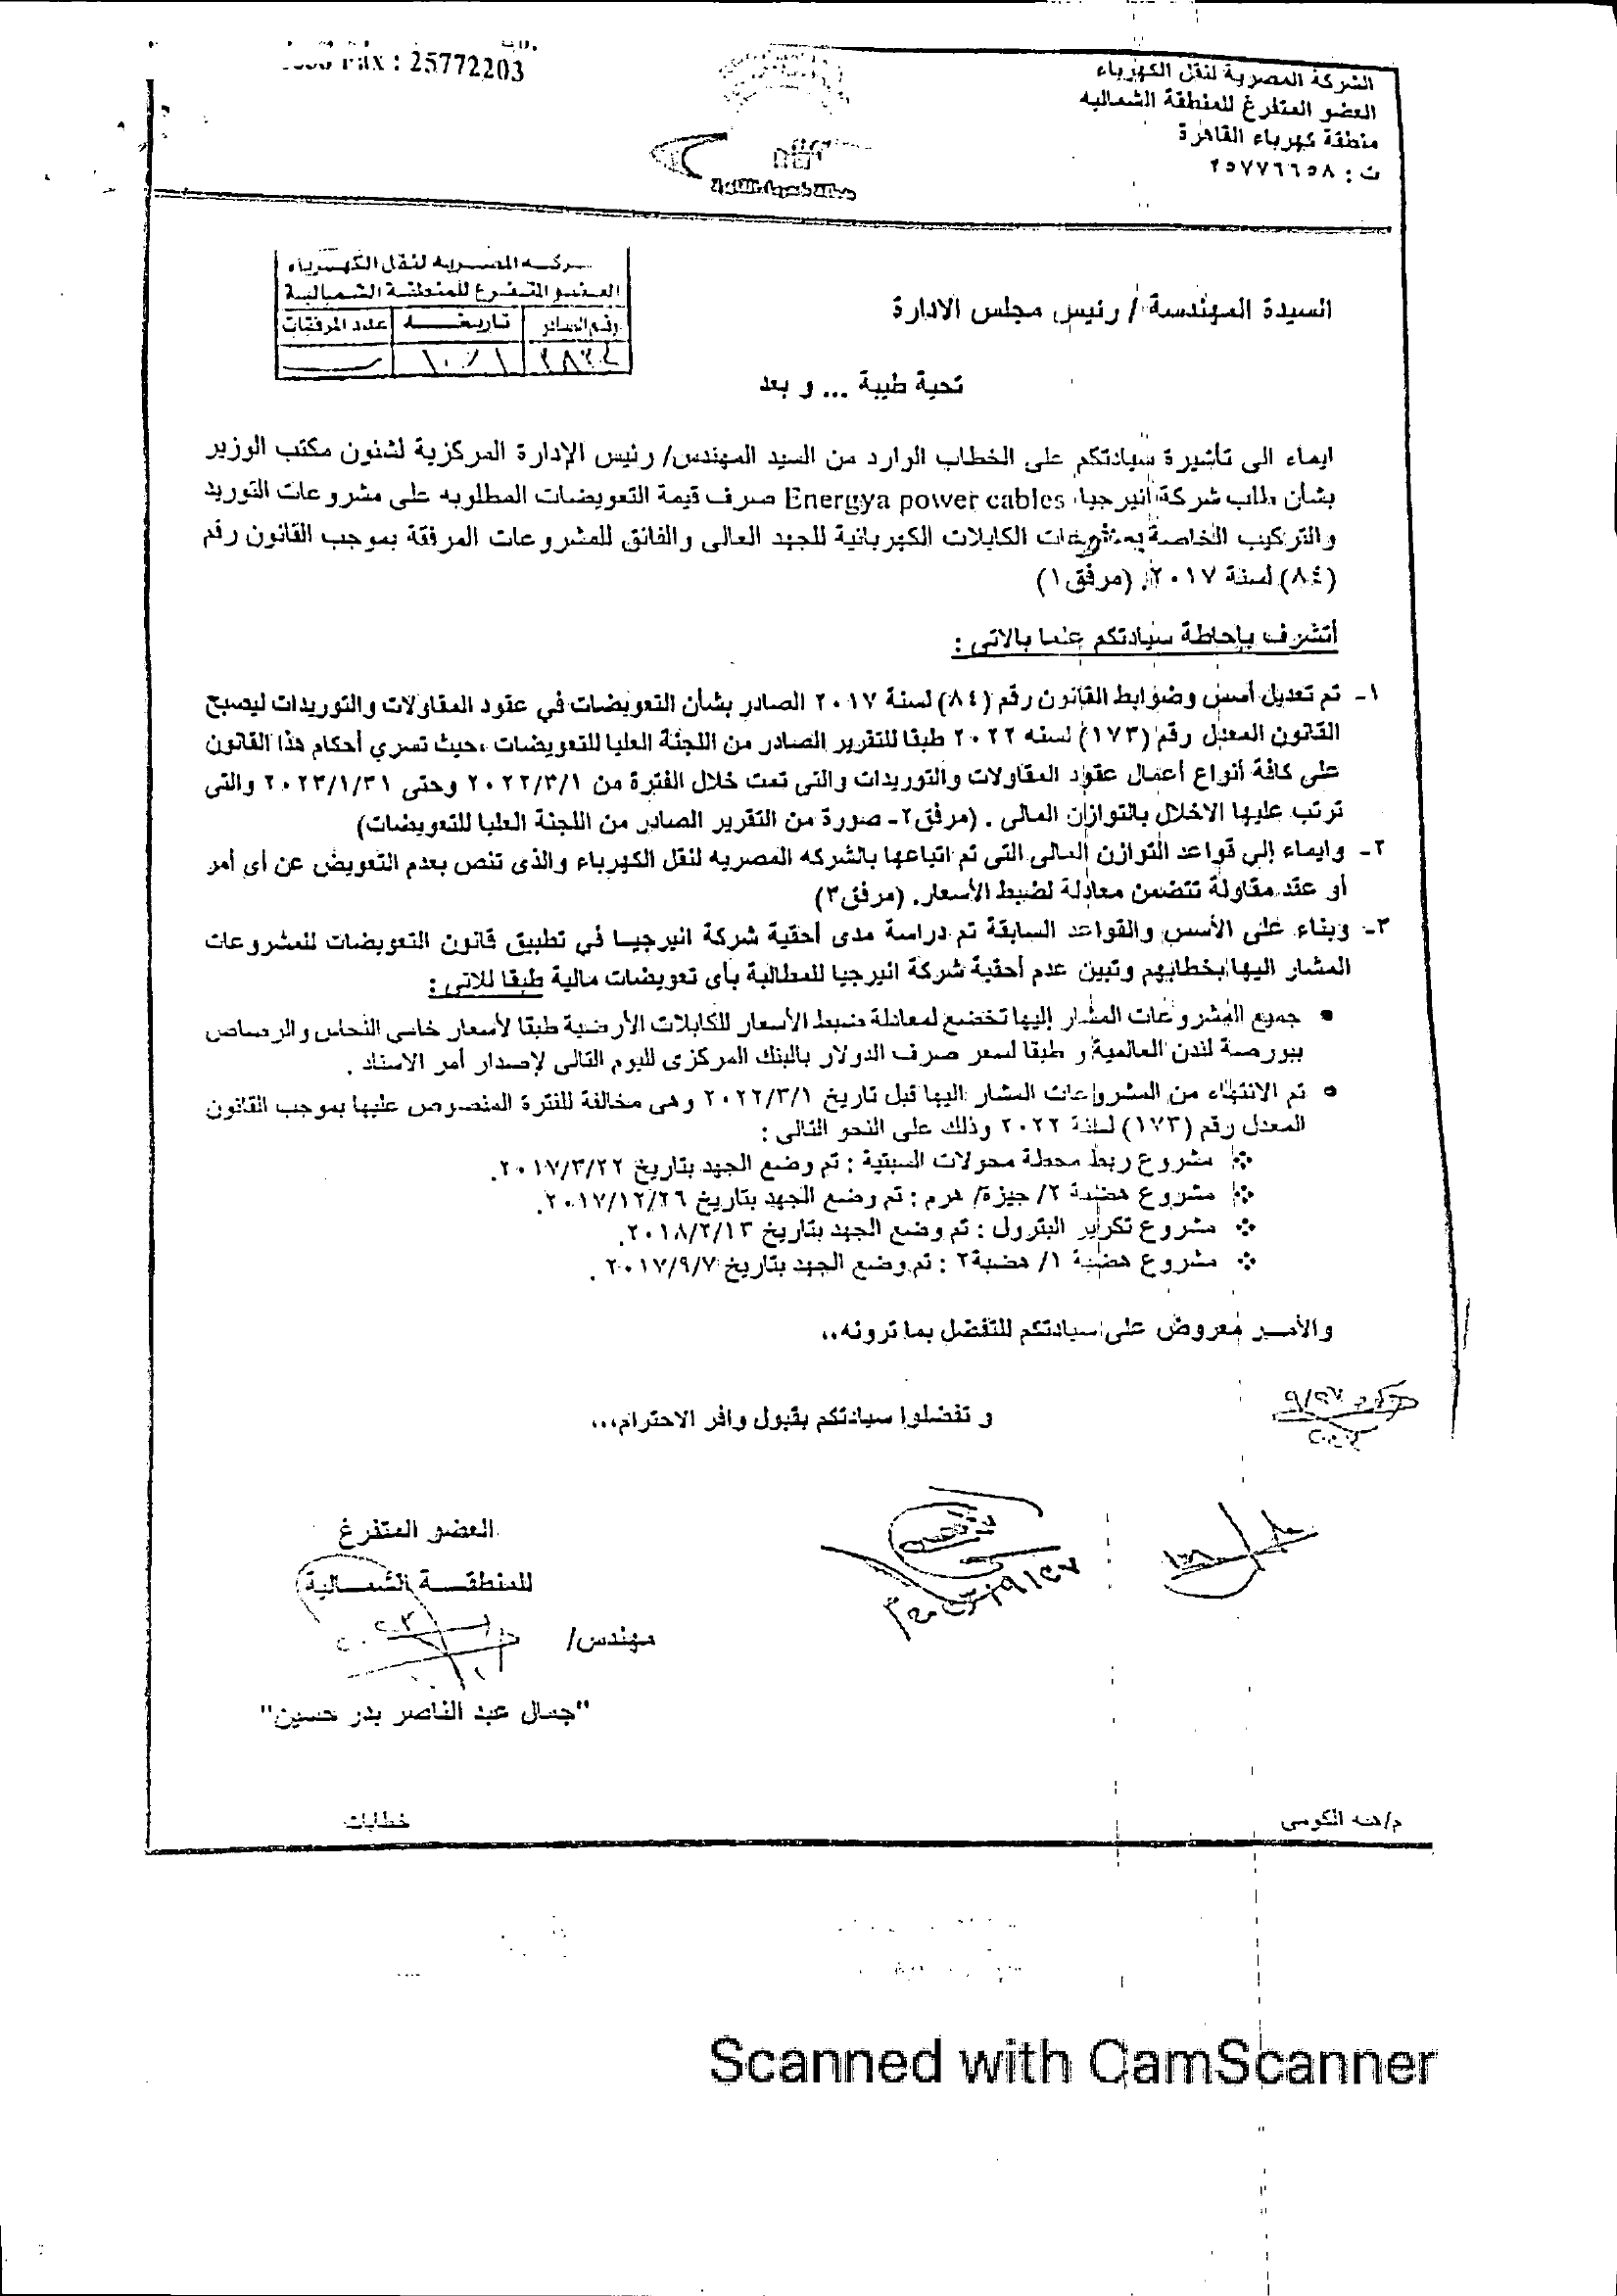 Fax : 25772203
الشركة المصرية لنقل الكهرباء
العضو المتفرغ للمنطقة الشماليه
منطقة كهرباء القاهرة
ت : ٢٥٧٧٦٦٥٨
منطقة كهرباء القاهرة
شركه المصريه لنقل الكهرباء
العضو المتفرغ للمنطقة الشمالية
رقم الصادر تاريخه عدد المرفقات
١٠/١
السيدة المهندسة / رئيس مجلس الادارة
تحية طيبة ... و بعد
ايماء الى تأشيرة سيادتكم على الخطاب الوارد من السيد المهندس/ رئيس الإدارة المركزية لشئون مكتب الوزير
بشأن طلب شركة انيرجيا Energya power cables صرف قيمة التعويضات المطلوبه على مشروعات التوريد
والتركيب الخاصة بمشروعات الكابلات الكهربائية للجهد العالى والفائق للمشروعات المرفقة بموجب القانون رقم
(٨٤) لسنة ٢٠١٧. (مرفق١)
أتشرف بإحاطة سيادتكم علما بالاتى :
١- تم تعديل أسس وضوابط القانون رقم (٨٤) لسنة ٢٠١٧ الصادر بشأن التعويضات في عقود المقاولات والتوريدات ليصبح
القانون المعدل رقم (١٧٣) لسنه ٢٠٢٢ طبقا للتقرير الصادر من اللجنة العليا للتعويضات ،حيث تسري أحكام هذا القانون
على كافة أنواع أعمال عقود المقاولات والتوريدات والتى تمت خلال الفترة من ٢٠٢٢/٣/١ وحتى ٢٠٢٣/١/٣١ والتى
ترتب عليها الاخلال بالتوازان المالى . (مرفق٢- صورة من التقرير الصادر من اللجنة العليا للتعويضات)
٢- وايماء إلى قواعد التوازن المالى التى تم اتباعها بالشركه المصريه لنقل الكهرباء والذى تنص بعدم التعويض عن أى أمر
أو عقد مقاولة تتضمن معادلة لضبط الأسعار. (مرفق٣)
٣- وبناء على الأسس والقواعد السابقة تم دراسة مدى أحقية شركة انيرجيا في تطبيق قانون التعويضات للمشروعات
المشار اليها بخطابهم وتبين عدم أحقية شركة انيرجيا للمطالبة بأى تعويضات مالية طبقا للاتى :
• جميع المشروعات المشار إليها تخضع لمعادلة ضبط الأسعار للكابلات الأرضية طبقا لأسعار خامى النحاس والرصاص
ببورصة لندن العالمية و طبقا لسعر صرف الدولار بالبنك المركزى لليوم التالى لإصدار أمر الاسناد .
• تم الانتهاء من المشروعات المشار اليها قبل تاريخ ٢٠٢٢/٣/١ وهى مخالفة للفترة المنصوص عليها بموجب القانون
المعدل رقم (١٧٣) لسنة ٢٠٢٢ وذلك على النحو التالى :
❖ مشروع ربط محطة محولات السبتية : تم وضع الجهد بتاريخ ٢٠١٧/٣/٢٢.
❖ مشروع هضبة ٢/ جيزة/ هرم : تم وضع الجهد بتاريخ ٢٠١٧/١٢/٢٦.
❖ مشروع تكرير البترول : تم وضع الجهد بتاريخ ٢٠١٨/٢/١٣.
❖ مشروع هضبة ١/ هضبة٢ : تم وضع الجهد بتاريخ ٢٠١٧/٩/٧ .
والأمر معروض على سيادتكم للتفضل بما ترونه،،
و تفضلوا سيادتكم بقبول وافر الاحترام،،،
العضو المتفرغ
للمنطقة الشمالية
مهندس/
"جمال عبد الناصر بدر حسين"
م/هبه الكومى
خطابات
Scanned with CamScanner